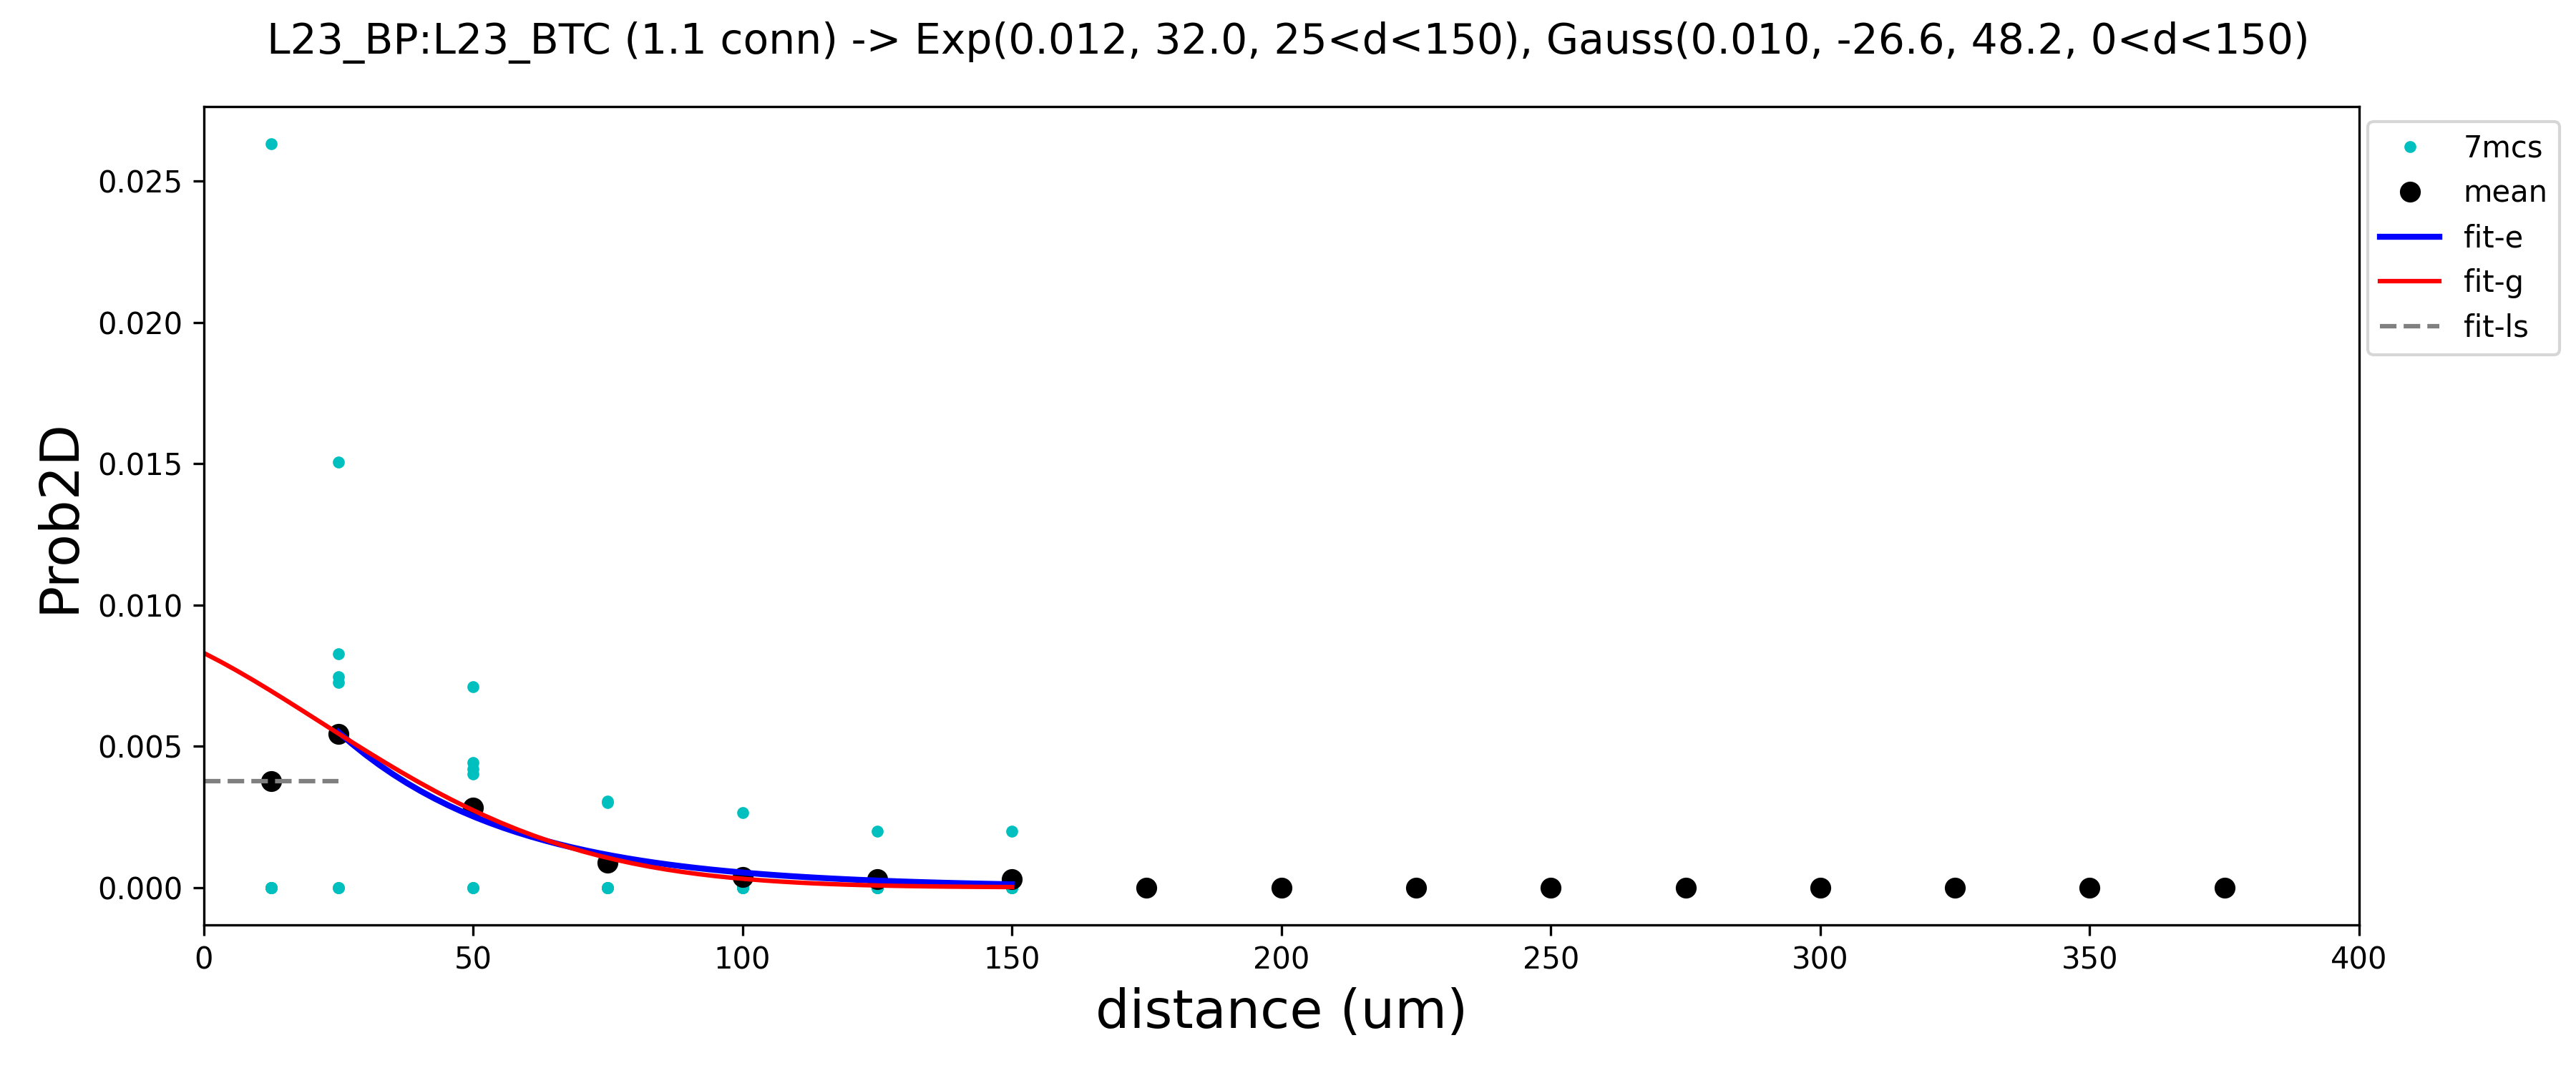 L23_BP:L23_BTC (1.1 conn) -> Exp(0.012, 32.0, 25<d<150), Gauss(0.010, -26.6, 48.2, 0<d<150)
7mcs
mean
fit-e
fit-g
fit-ls
Prob2D
0.025
0.020
0.015
0.010
0.005
0.000
0 50 100 150 200 250 300 350 400
distance (um)